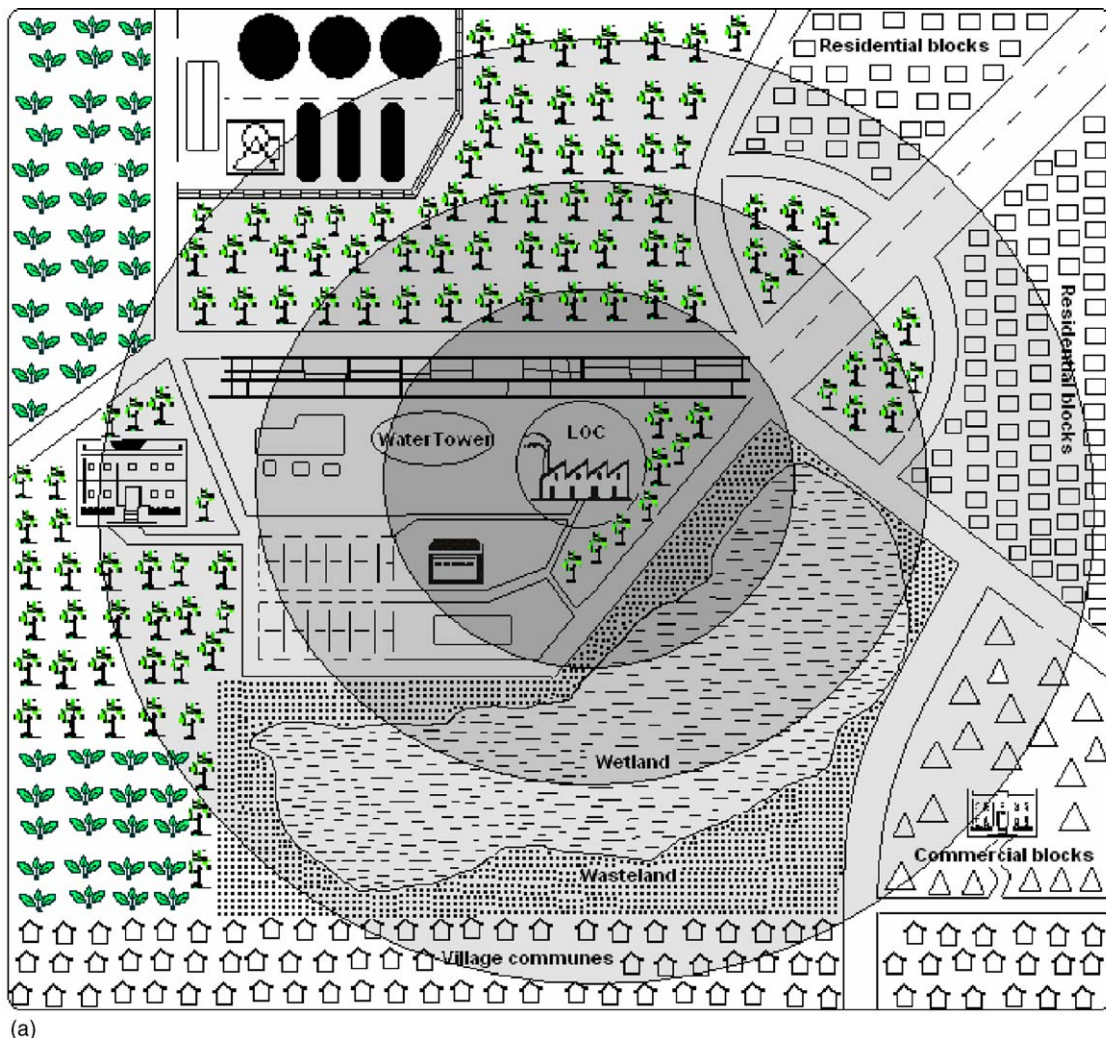 Residential blocks
Residential blocks
WaterTower
LOC
Wetland
Wasteland
Commercial blocks
Village communes
(a)